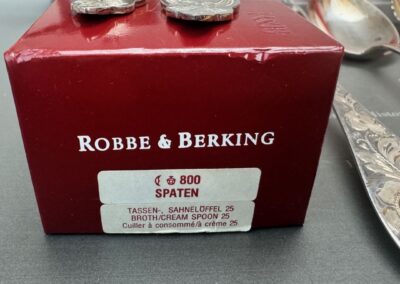 ROBBE & BERKING
☾ ♔ 800
SPATEN
TASSEN-, SAHNELÖFFEL 25
BROTH/CREAM SPOON 25
Cuiller à consommé/à crème 25